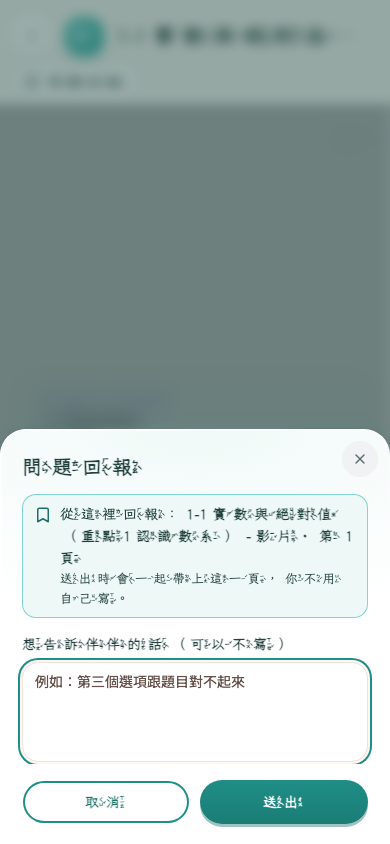 問題回報
從這裡回報： 1-1 實數與絕對值
（重點1 認識數系） - 影片、 第 1
頁
送出時會一起帶上這一頁， 你不用
自己寫。
想告訴伴伴的話 （ 可以不寫 ）
例如：第三個選項跟題目對不起來
取消
送出